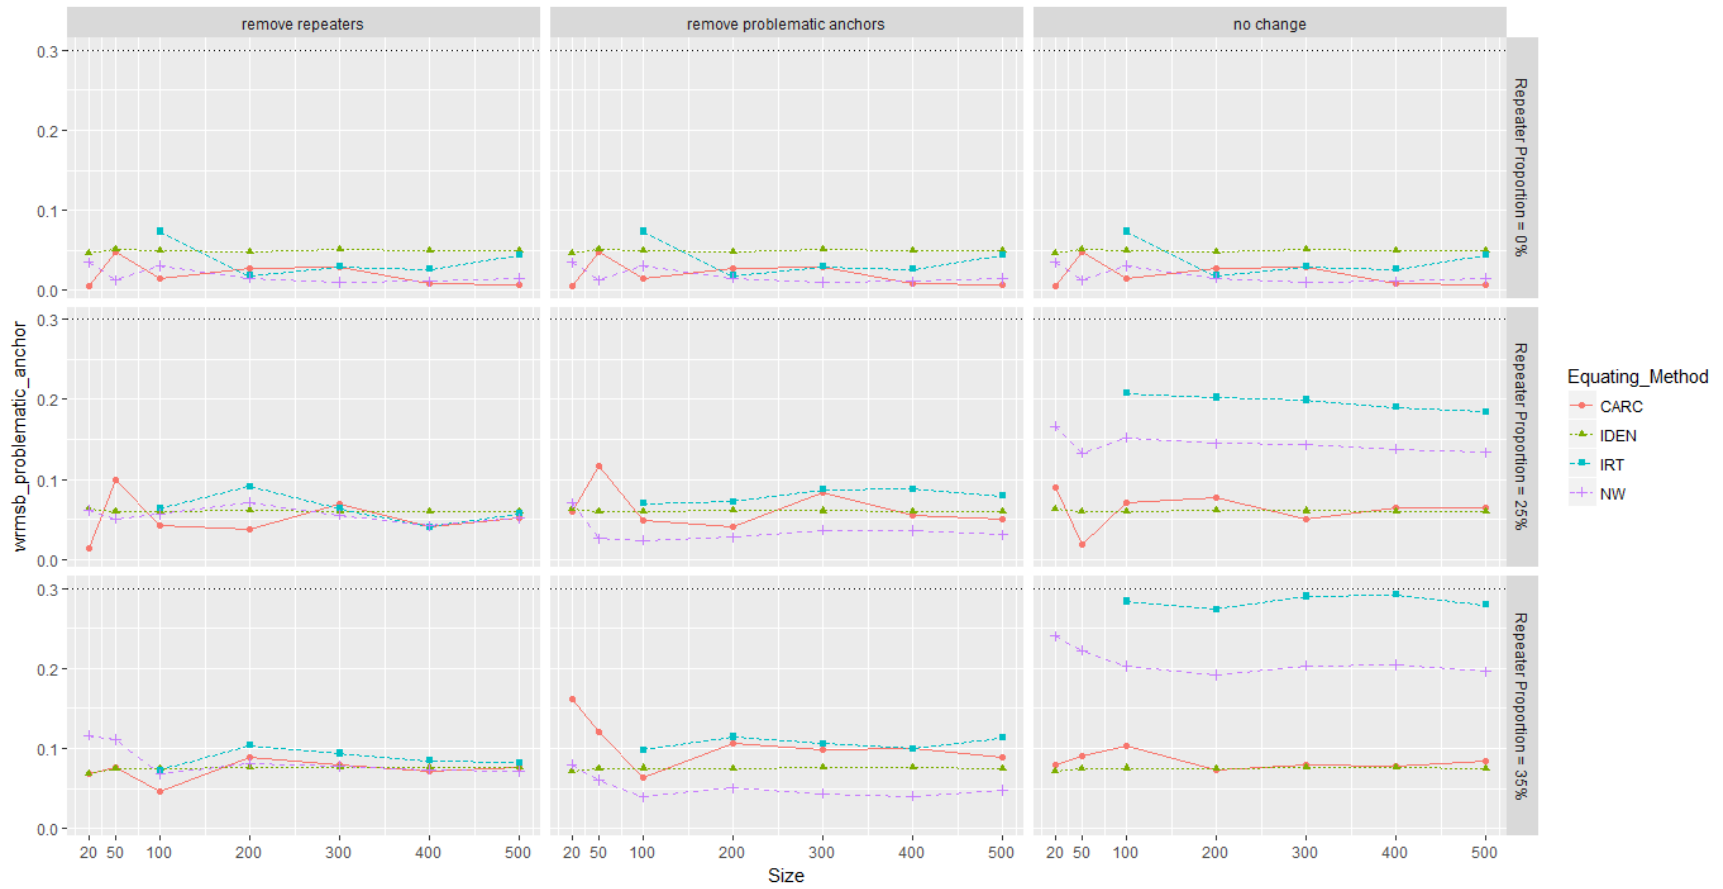 remove repeaters
remove problematic anchors
no change
0.3
0.2
0.1
0.0
Repeater Proportion = 0%
0.3
0.2
0.1
0.0
Repeater Proportion = 25%
0.3
0.2
0.1
0.0
Repeater Proportion = 35%
wrmsb_problematic_anchor
20 50 100 200 300 400 500
20 50 100 200 300 400 500
20 50 100 200 300 400 500
Size
Equating_Method
CARC
IDEN
IRT
NW